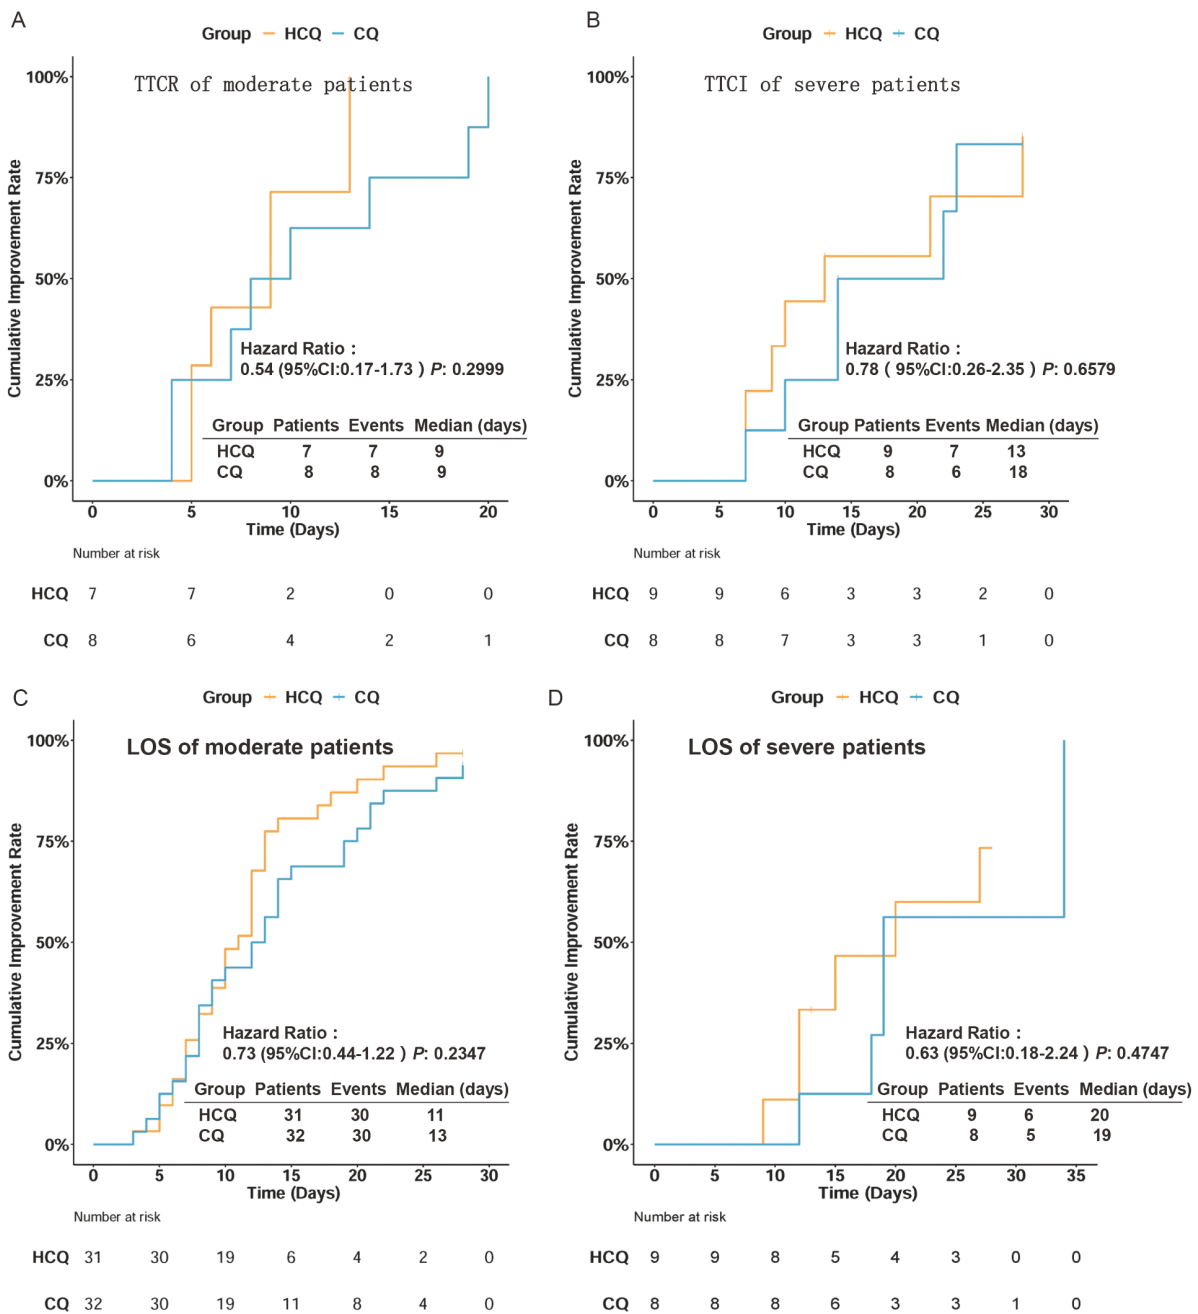 A
Group HCQ CQ
TTCR of moderate patients
Cumulative Improvement Rate
100%
75%
50%
25%
0%
Hazard Ratio :
0.54 (95%CI:0.17-1.73 ) P: 0.2999
Group Patients Events Median (days)
HCQ 7 7 9
CQ 8 8 9
0 5 10 15 20
Time (Days)
Number at risk
HCQ 7 7 2 0 0
CQ 8 6 4 2 1
B
Group HCQ CQ
TTCI of severe patients
Cumulative Improvement Rate
100%
75%
50%
25%
0%
Hazard Ratio :
0.78 ( 95%CI:0.26-2.35 ) P: 0.6579
Group Patients Events Median (days)
HCQ 9 7 13
CQ 8 6 18
0 5 10 15 20 25 30
Time (Days)
Number at risk
HCQ 9 9 6 3 3 2 0
CQ 8 8 7 3 3 1 0
C
Group HCQ CQ
LOS of moderate patients
Cumulative Improvement Rate
100%
75%
50%
25%
0%
Hazard Ratio :
0.73 (95%CI:0.44-1.22 ) P: 0.2347
Group Patients Events Median (days)
HCQ 31 30 11
CQ 32 30 13
0 5 10 15 20 25 30
Time (Days)
Number at risk
HCQ 31 30 19 6 4 2 0
CQ 32 30 19 11 8 4 0
D
Group HCQ CQ
LOS of severe patients
Cumulative Improvement Rate
100%
75%
50%
25%
0%
Hazard Ratio :
0.63 (95%CI:0.18-2.24 ) P: 0.4747
Group Patients Events Median (days)
HCQ 9 6 20
CQ 8 5 19
0 5 10 15 20 25 30 35
Time (Days)
Number at risk
HCQ 9 9 8 5 4 3 0 0
CQ 8 8 8 6 3 3 1 0